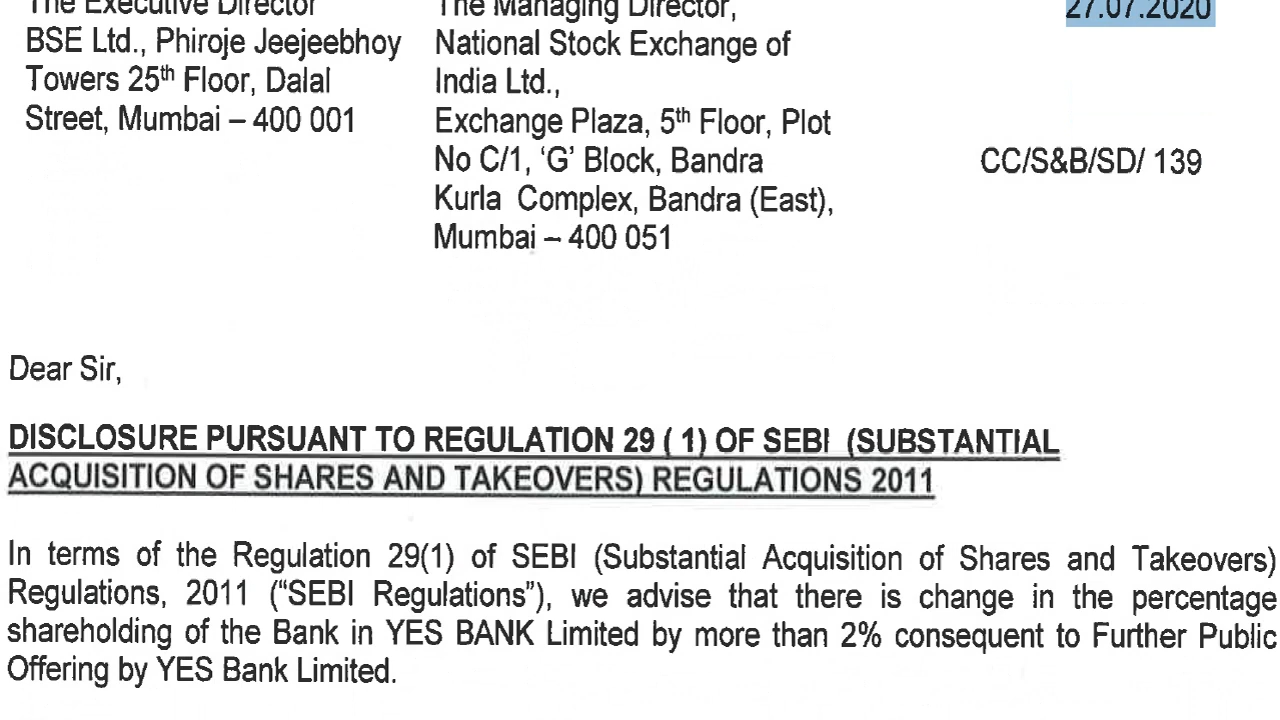 The Executive Director
BSE Ltd., Phiroje Jeejeebhoy
Towers 25th Floor, Dalal
Street, Mumbai – 400 001
The Managing Director,
National Stock Exchange of
India Ltd.,
Exchange Plaza, 5th Floor, Plot
No C/1, ‘G’ Block, Bandra
Kurla Complex, Bandra (East),
Mumbai – 400 051
27.07.2020
CC/S&B/SD/ 139
Dear Sir,
DISCLOSURE PURSUANT TO REGULATION 29 ( 1) OF SEBI (SUBSTANTIAL
ACQUISITION OF SHARES AND TAKEOVERS) REGULATIONS 2011
In terms of the Regulation 29(1) of SEBI (Substantial Acquisition of Shares and Takeovers)
Regulations, 2011 (“SEBI Regulations”), we advise that there is change in the percentage
shareholding of the Bank in YES BANK Limited by more than 2% consequent to Further Public
Offering by YES Bank Limited.